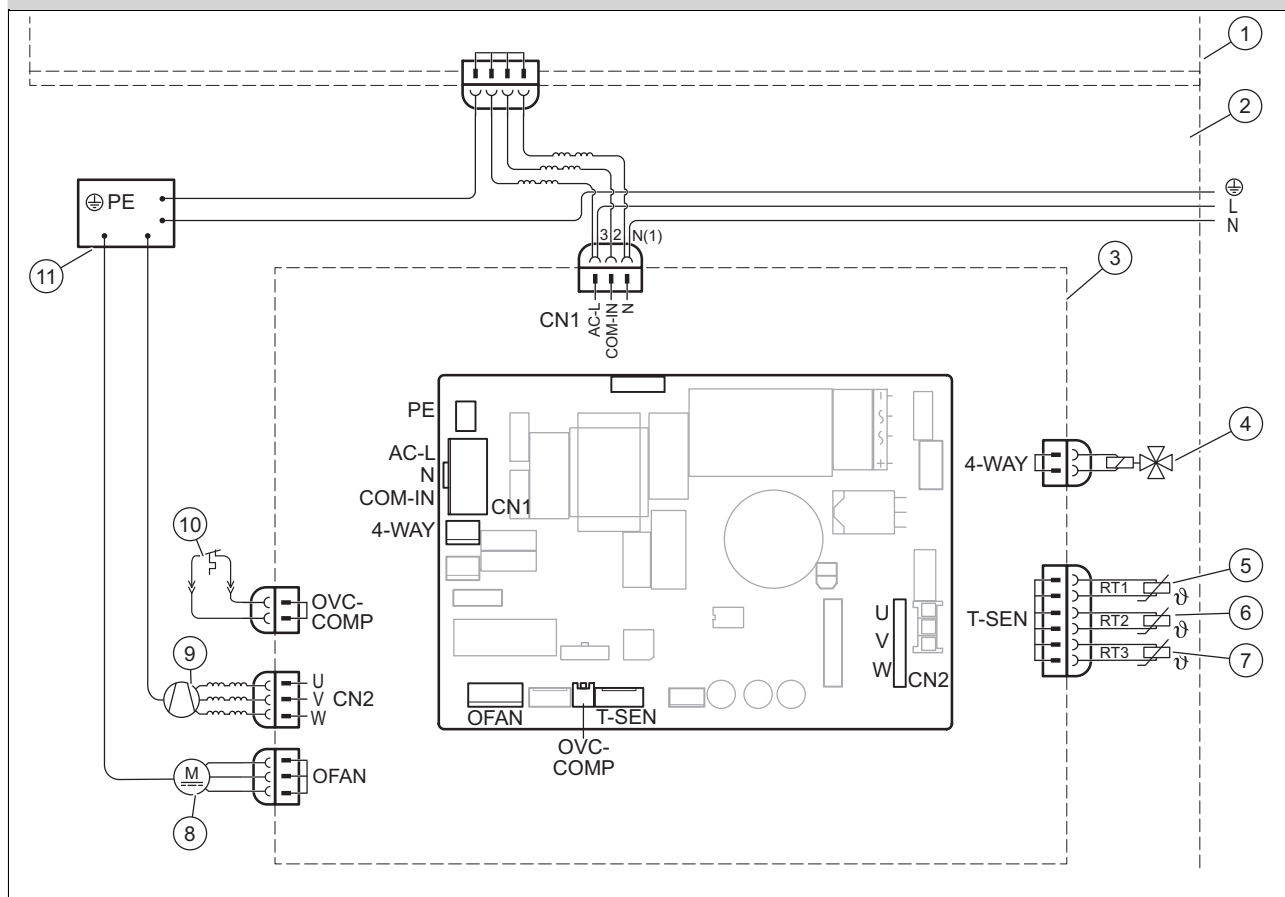 1
2
⏚ PE
⏚
L
N
3 2 N(1)
11
3
CN1
AC-L
COM-IN
N
PE
AC-L
N
COM-IN
CN1
4-WAY
4-WAY
4
10
OVC-
COMP
T-SEN
RT1
ϑ
5
RT2
ϑ
6
RT3
ϑ
7
U
V
W
CN2
9
U
V
W
CN2
OFAN
T-SEN
OVC-
COMP
M
OFAN
8